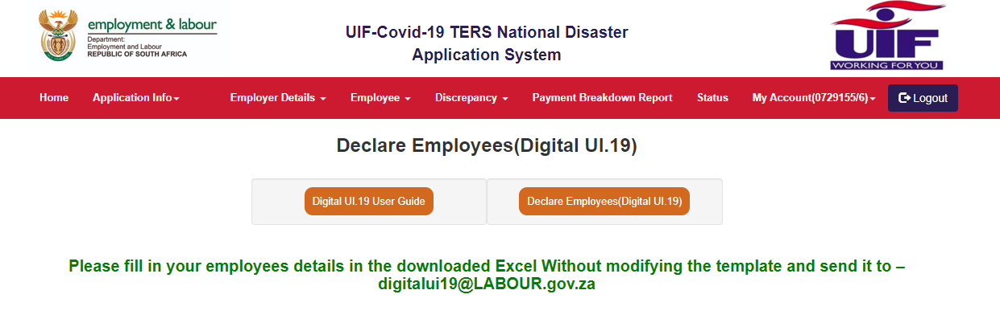 employment & labour
Department:
Employment and Labour
REPUBLIC OF SOUTH AFRICA
UIF-Covid-19 TERS National Disaster
Application System
UIF
WORKING FOR YOU
Home Application Info Employer Details Employee Discrepancy Payment Breakdown Report Status My Account(0729155/6) Logout
Declare Employees(Digital UI.19)
Digital UI.19 User Guide Declare Employees(Digital UI.19)
Please fill in your employees details in the downloaded Excel Without modifying the template and send it to –
digitalui19@LABOUR.gov.za